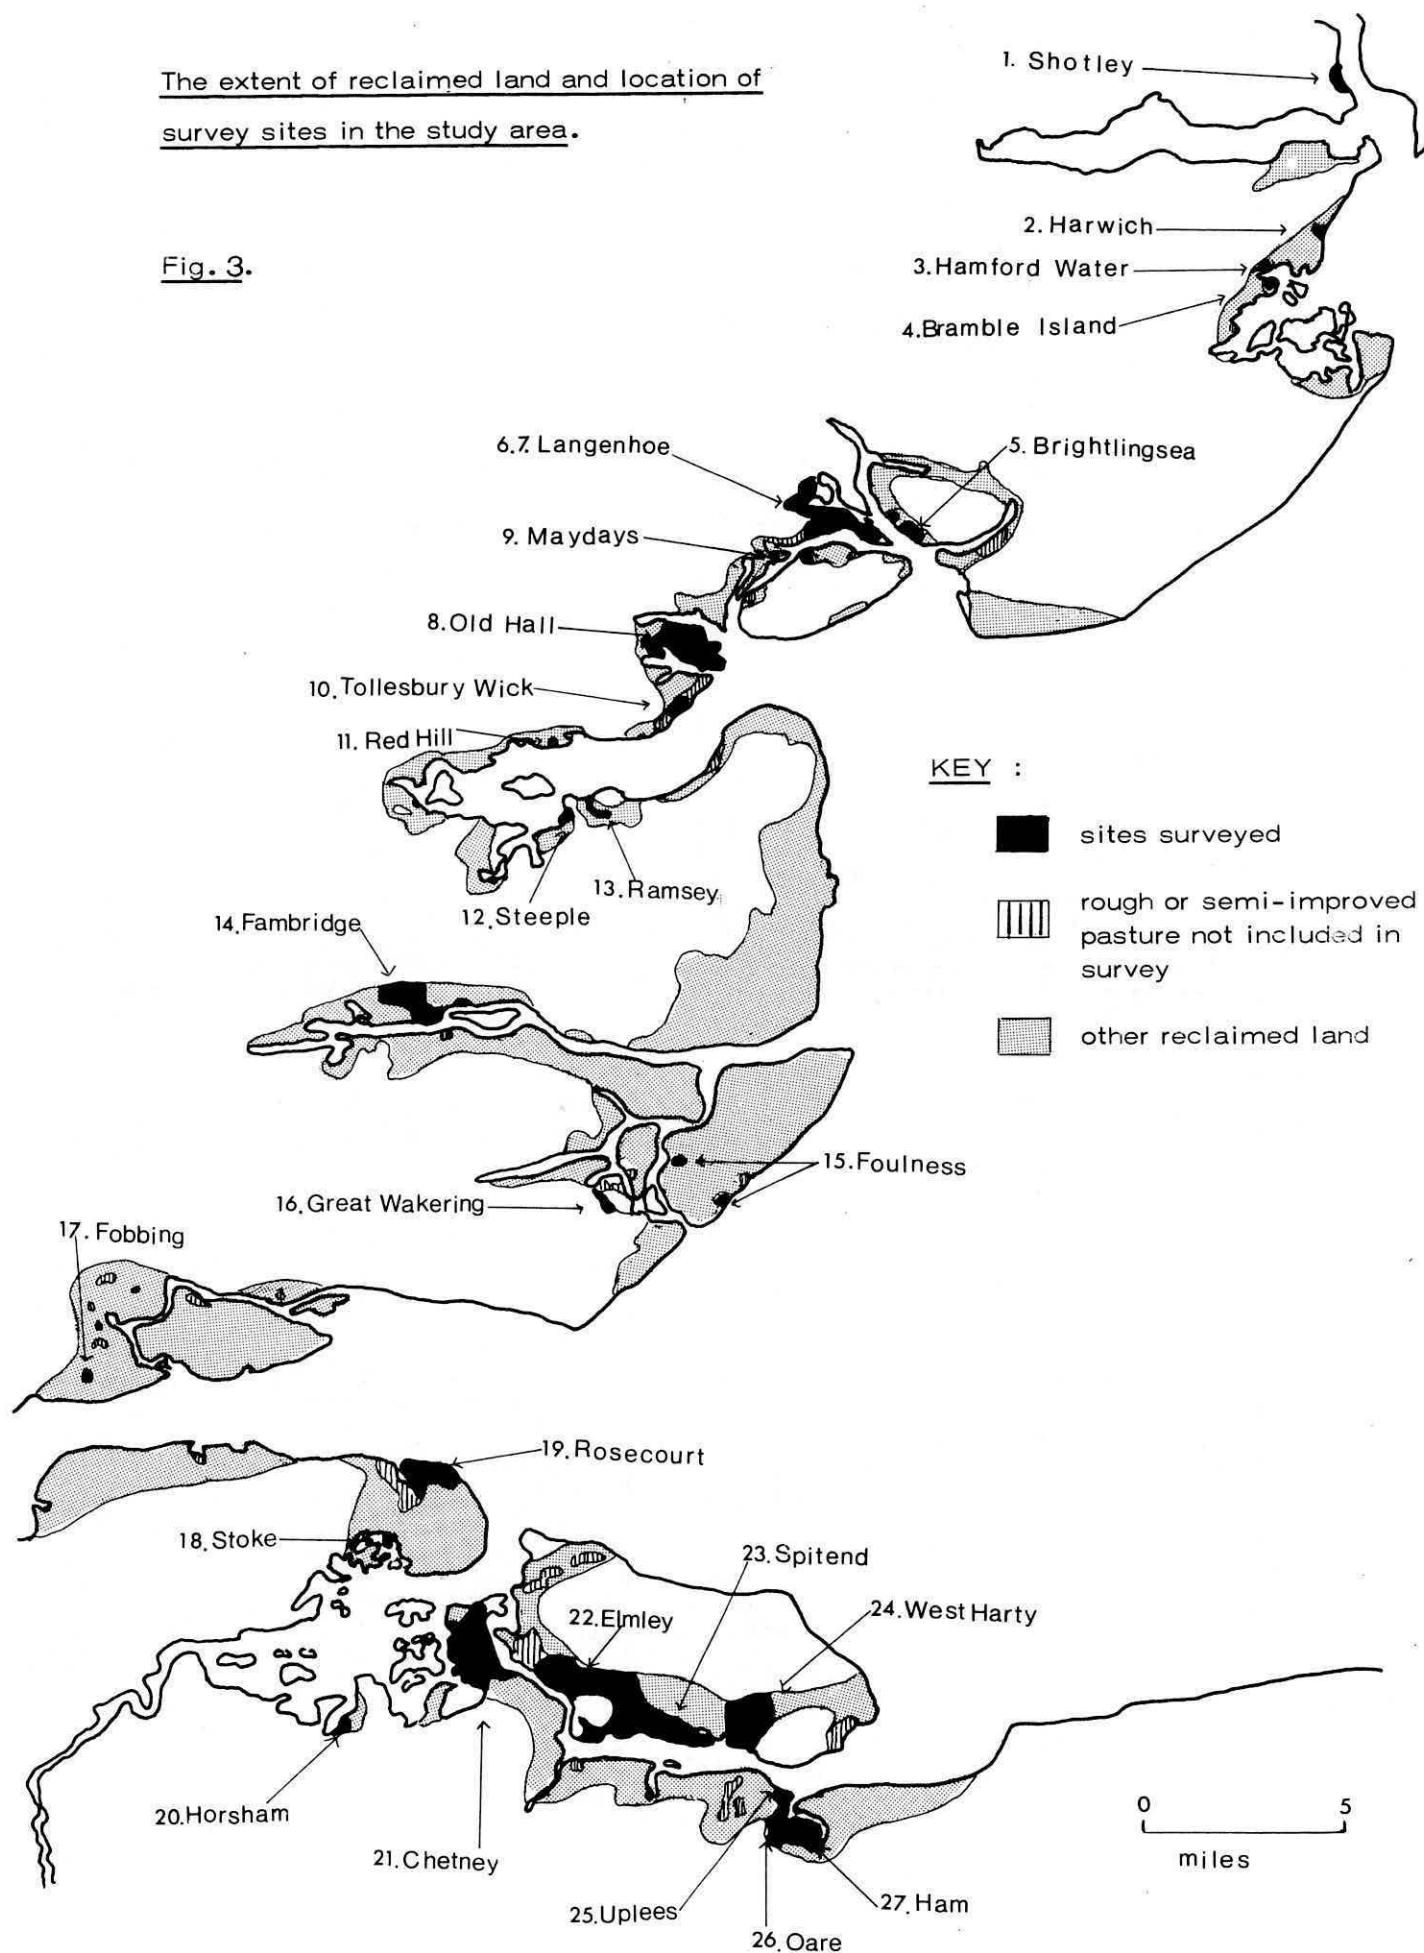 The extent of reclaimed land and location of
survey sites in the study area.
Fig. 3.
1. Shotley
2. Harwich
3. Hamford Water
4. Bramble Island
6.7. Langenhoe
5. Brightlingsea
9. Maydays
8. Old Hall
10. Tollesbury Wick
11. Red Hill
KEY :
sites surveyed
rough or semi-improved
pasture not included in
survey
other reclaimed land
13. Ramsey
12. Steeple
14. Fambridge
15. Foulness
16. Great Wakering
17. Fobbing
19. Rosecourt
18. Stoke
23. Spitend
22. Elmley
24. West Harty
20. Horsham
21. Chetney
25. Uplees
26. Oare
27. Ham
0 5
miles